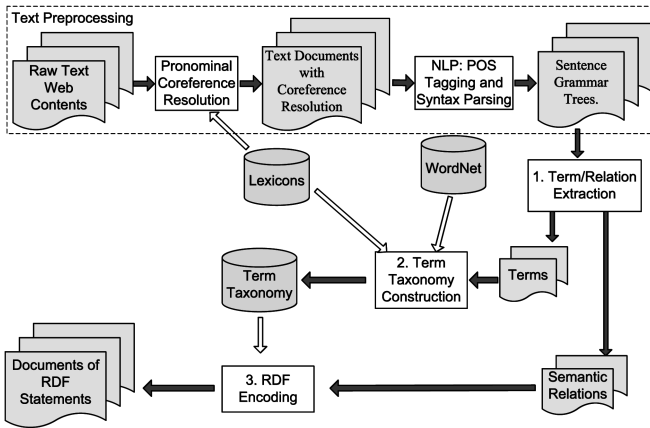 Text Preprocessing
Raw Text
Web
Contents
Pronominal
Coreference
Resolution
Text Documents
with
Coreference
Resolution
NLP: POS
Tagging and
Syntax Parsing
Sentence
Grammar
Trees.
Lexicons
WordNet
1. Term/Relation
Extraction
Term
Taxonomy
2. Term
Taxonomy
Construction
Terms
Documents of
RDF
Statements
3. RDF
Encoding
Semantic
Relations